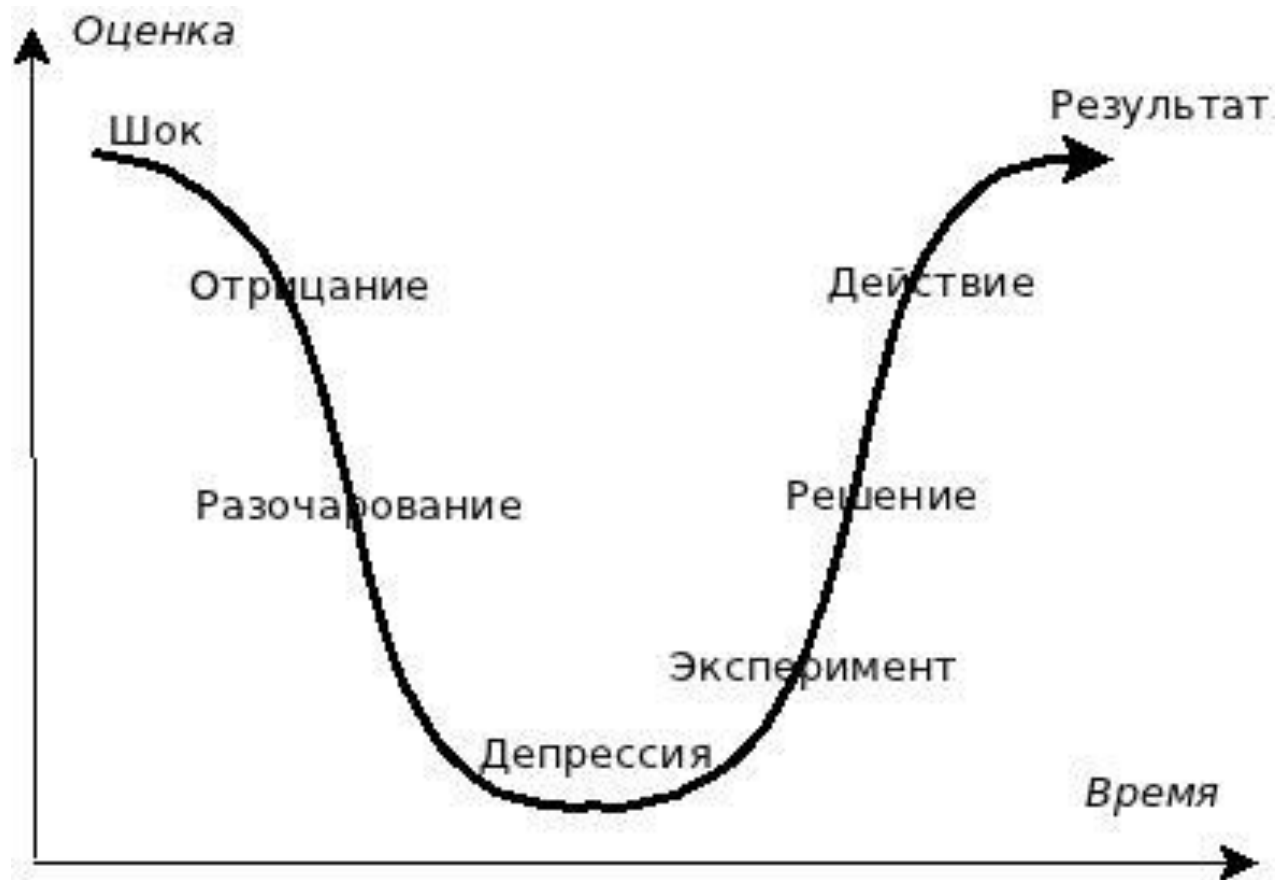 Оценка
Шок
Результат
Отрицание
Действие
Разочарование
Решение
Эксперимент
Депрессия
Время